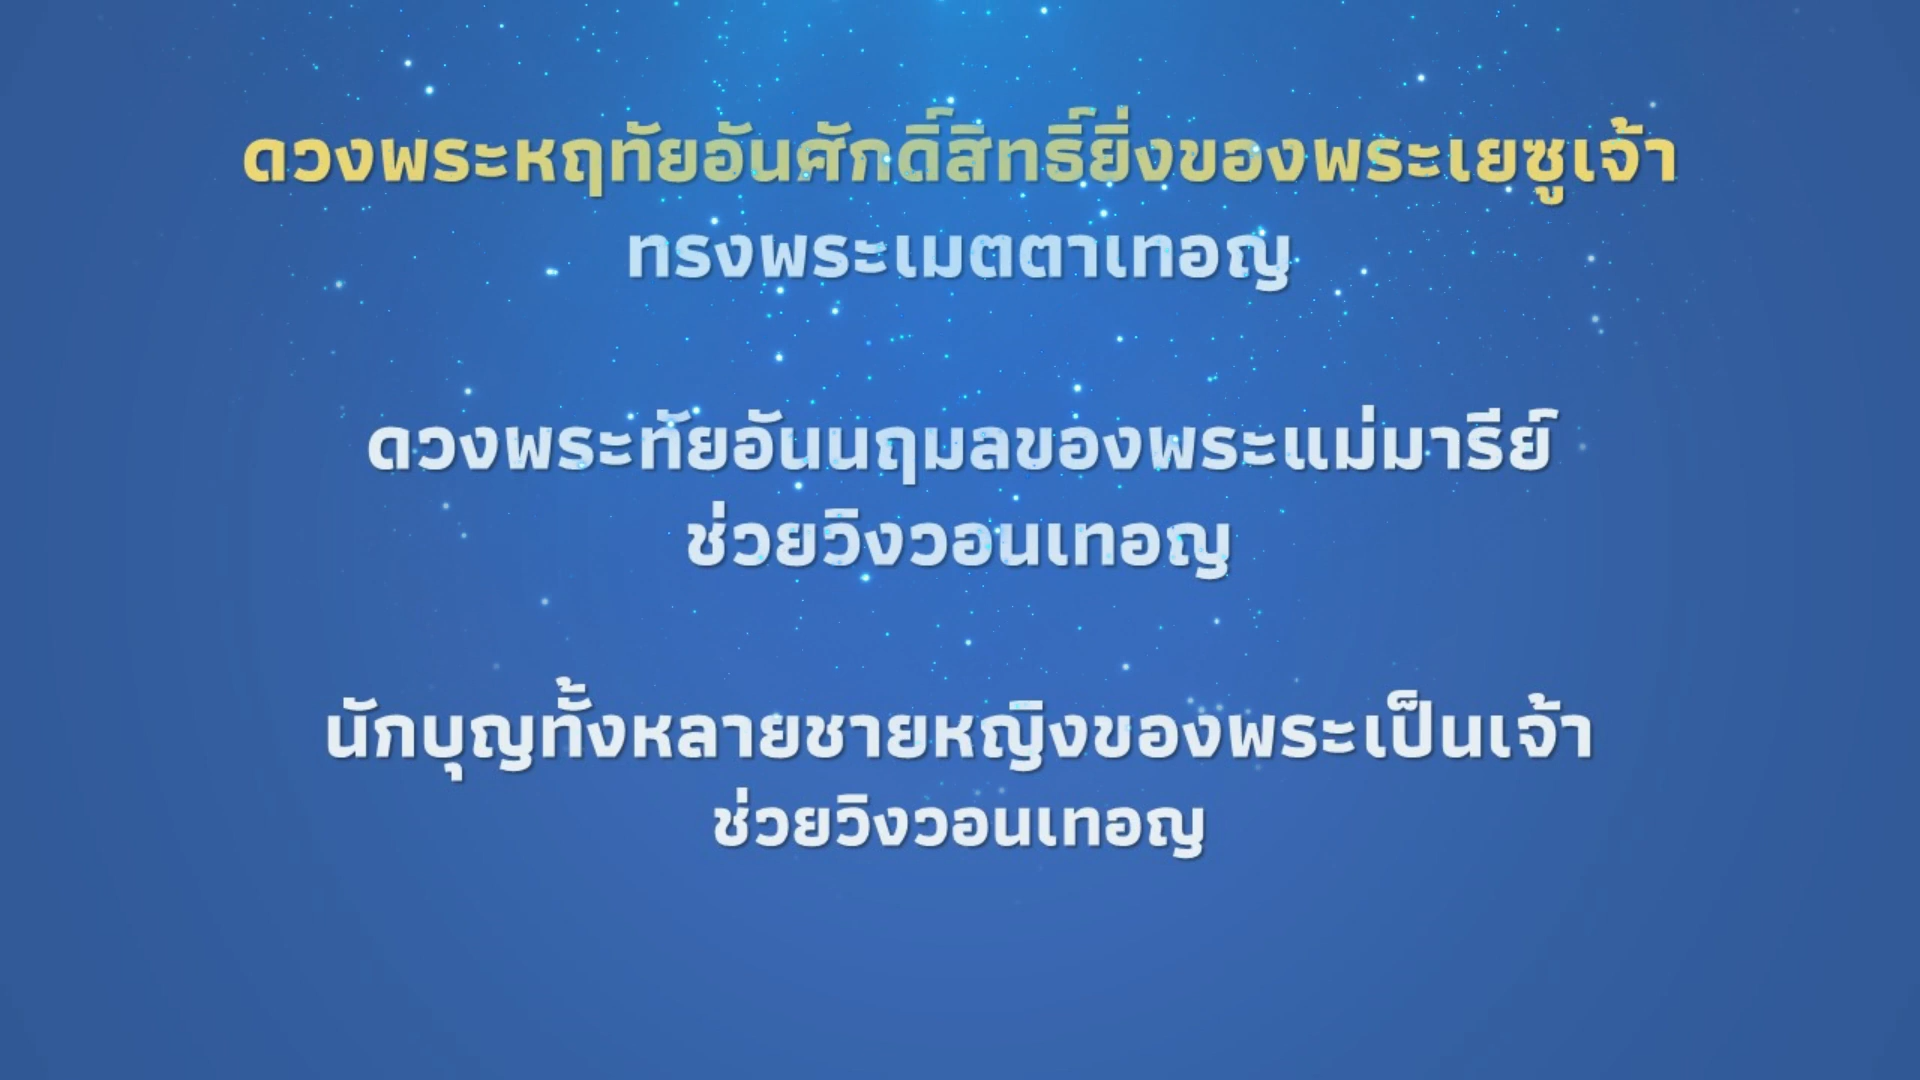 ดวงพระหฤทัยอันศักดิ์สิทธิ์ยิ่งของพระเยซูเจ้า
ทรงพระเมตตาเทอญ
ดวงพระทัยอันนฤมลของพระแม่มารีย์
ช่วยวิงวอนเทอญ
นักบุญทั้งหลายชายหญิงของพระเป็นเจ้า
ช่วยวิงวอนเทอญ